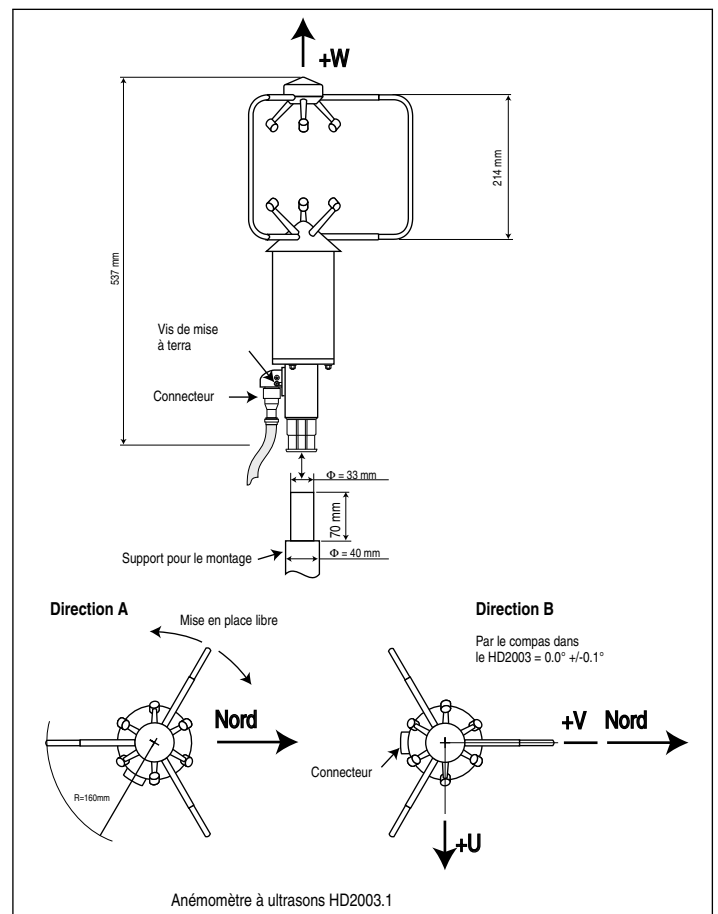 +W
214 mm
537 mm
Vis de mise
à terra
Connecteur
Φ = 33 mm
70 mm
Support pour le montage
Φ = 40 mm
Direction A
Mise en place libre
Nord
R=160mm
Direction B
Par le compas dans
le HD2003 = 0.0° +/-0.1°
+V Nord
Connecteur
+U
Anémomètre à ultrasons HD2003.1